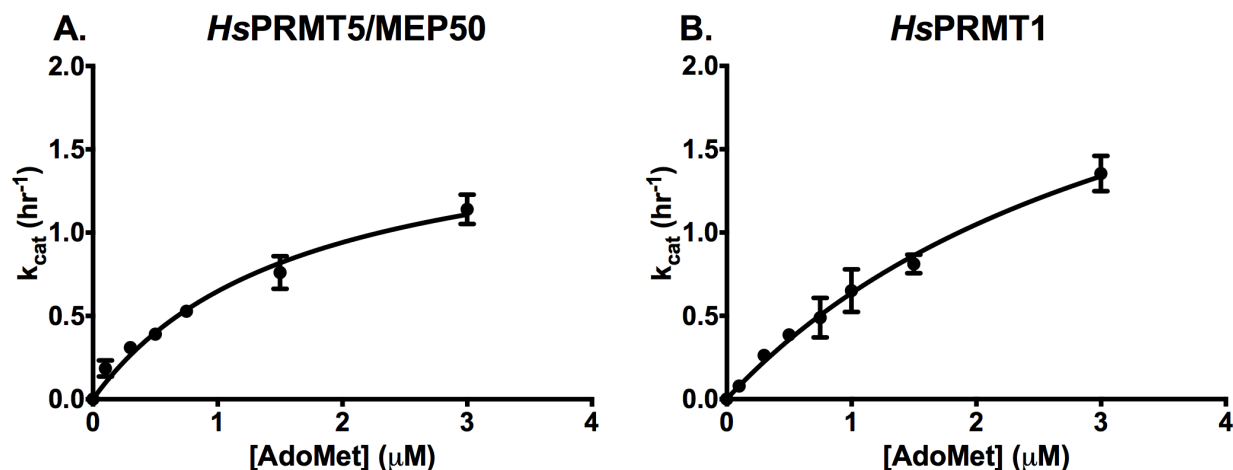 A. HsPRMT5/MEP50
2.0
1.5
1.0
0.5
0.0
kcat (hr-1)
0 1 2 3 4
[AdoMet] (μM)
B. HsPRMT1
2.0
1.5
1.0
0.5
0.0
kcat (hr-1)
0 1 2 3 4
[AdoMet] (μM)